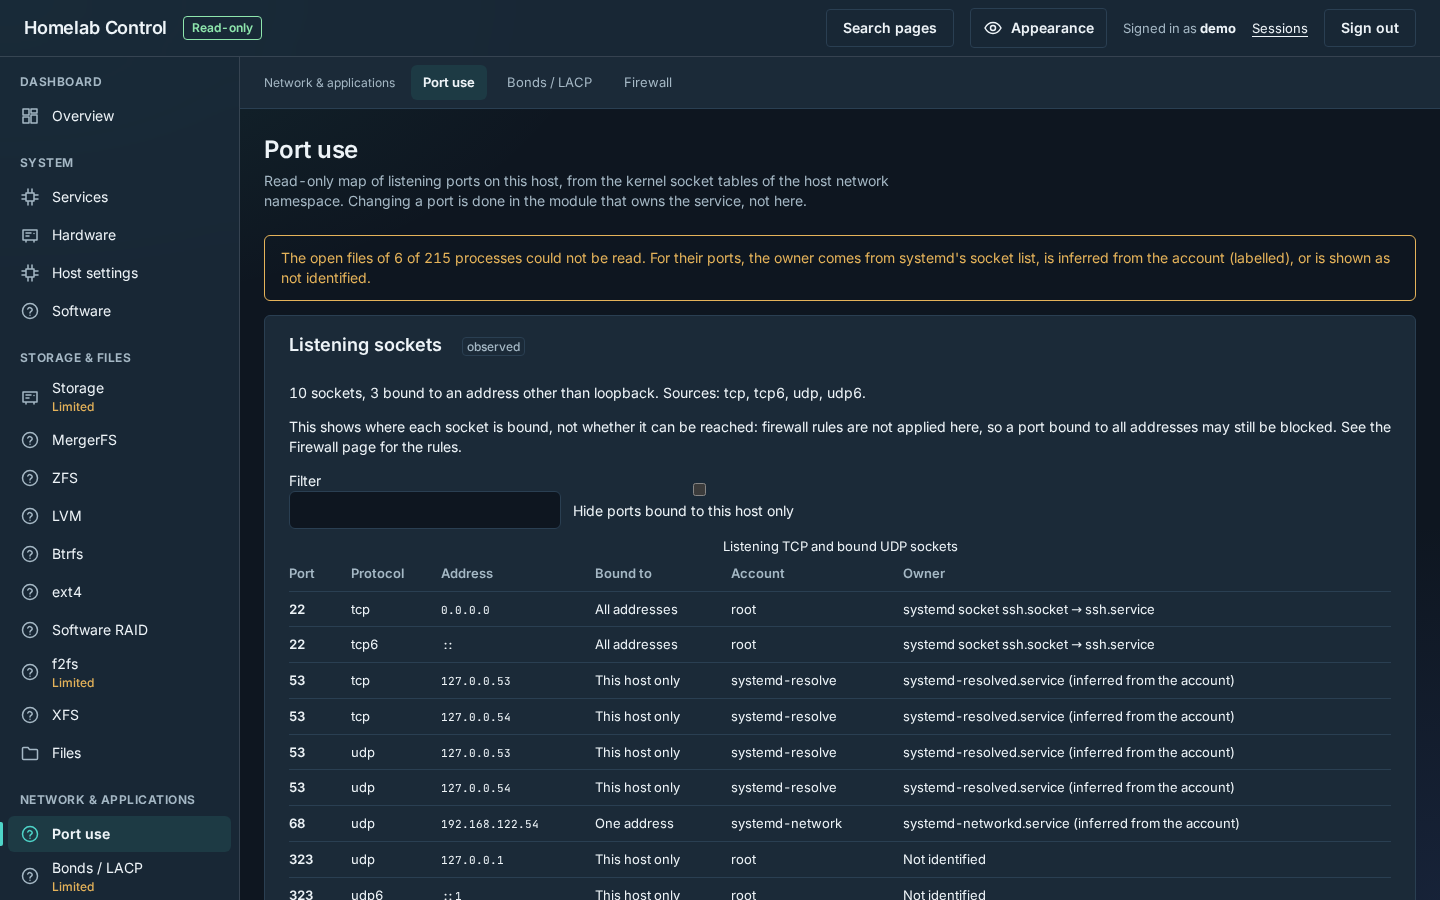 Homelab Control
Read-only
Search pages
Appearance
Signed in as demo
Sessions
Sign out
DASHBOARD
Overview
SYSTEM
Services
Hardware
Host settings
Software
STORAGE & FILES
Storage
Limited
MergerFS
ZFS
LVM
Btrfs
ext4
Software RAID
f2fs
Limited
XFS
Files
NETWORK & APPLICATIONS
Port use
Bonds / LACP
Limited
Network & applications
Port use
Bonds / LACP
Firewall
Port use
Read-only map of listening ports on this host, from the kernel socket tables of the host network
namespace. Changing a port is done in the module that owns the service, not here.
The open files of 6 of 215 processes could not be read. For their ports, the owner comes from systemd's socket list, is inferred from the account (labelled), or is shown as
not identified.
Listening sockets observed
10 sockets, 3 bound to an address other than loopback. Sources: tcp, tcp6, udp, udp6.
This shows where each socket is bound, not whether it can be reached: firewall rules are not applied here, so a port bound to all addresses may still be blocked. See the
Firewall page for the rules.
Filter
Hide ports bound to this host only
Listening TCP and bound UDP sockets
Port Protocol Address Bound to Account Owner
22 tcp 0.0.0.0 All addresses root systemd socket ssh.socket → ssh.service
22 tcp6 :: All addresses root systemd socket ssh.socket → ssh.service
53 tcp 127.0.0.53 This host only systemd-resolve systemd-resolved.service (inferred from the account)
53 tcp 127.0.0.54 This host only systemd-resolve systemd-resolved.service (inferred from the account)
53 udp 127.0.0.53 This host only systemd-resolve systemd-resolved.service (inferred from the account)
53 udp 127.0.0.54 This host only systemd-resolve systemd-resolved.service (inferred from the account)
68 udp 192.168.122.54 One address systemd-network systemd-networkd.service (inferred from the account)
323 udp 127.0.0.1 This host only root Not identified
323 udp6 ::1 This host only root Not identified